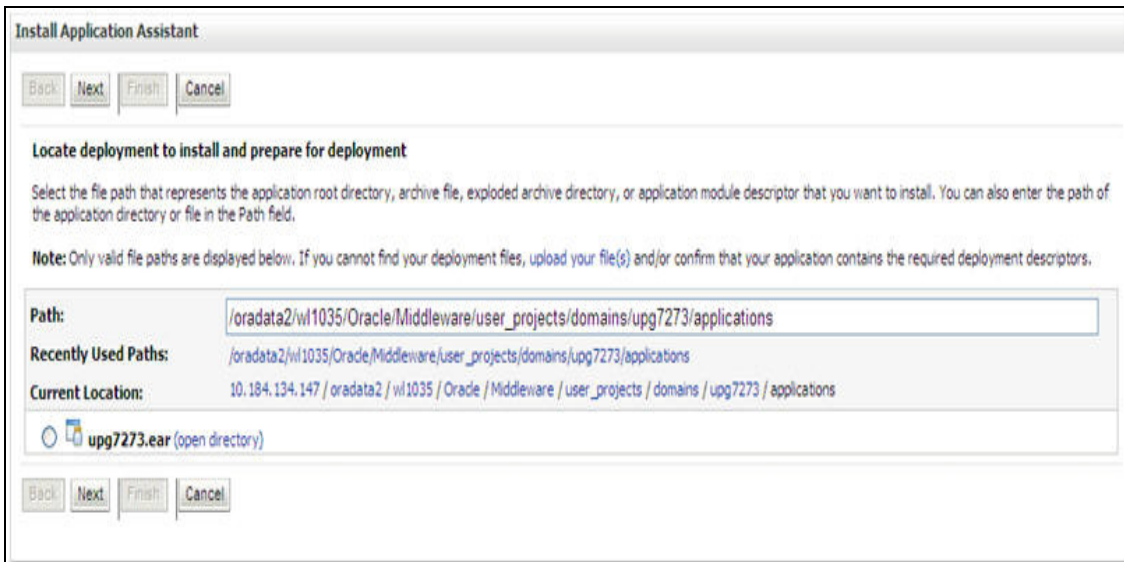 Install Application Assistant
Back Next Finish Cancel
Locate deployment to install and prepare for deployment
Select the file path that represents the application root directory, archive file, exploded archive directory, or application module descriptor that you want to install. You can also enter the path of
the application directory or file in the Path field.
Note: Only valid file paths are displayed below. If you cannot find your deployment files, upload your file(s) and/or confirm that your application contains the required deployment descriptors.
Path: /oradata2/wl1035/Oracle/Middleware/user_projects/domains/upg7273/applications
Recently Used Paths: /oradata2/wl1035/Oracle/Middleware/user_projects/domains/upg7273/applications
Current Location: 10.184.134.147 / oradata2 / wl1035 / Oracle / Middleware / user_projects / domains / upg7273 / applications
upg7273.ear (open directory)
Back Next Finish Cancel